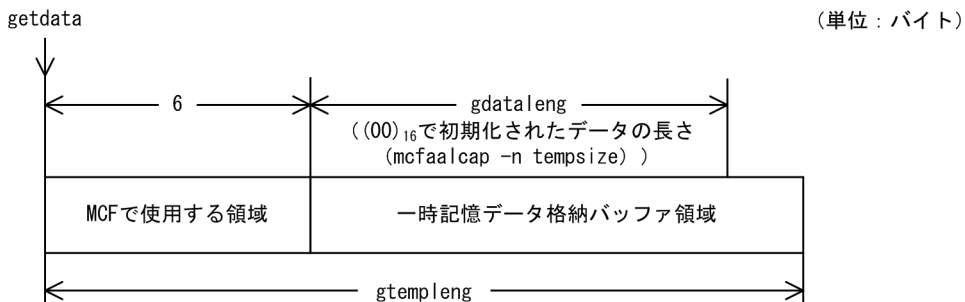 getdata
(単位:バイト)
6
gdataleng
((00)₁₆で初期化されたデータの長さ
(mcfaalcap -n tempsize))
MCFで使用する領域
一時記憶データ格納バッファ領域
gtempleng